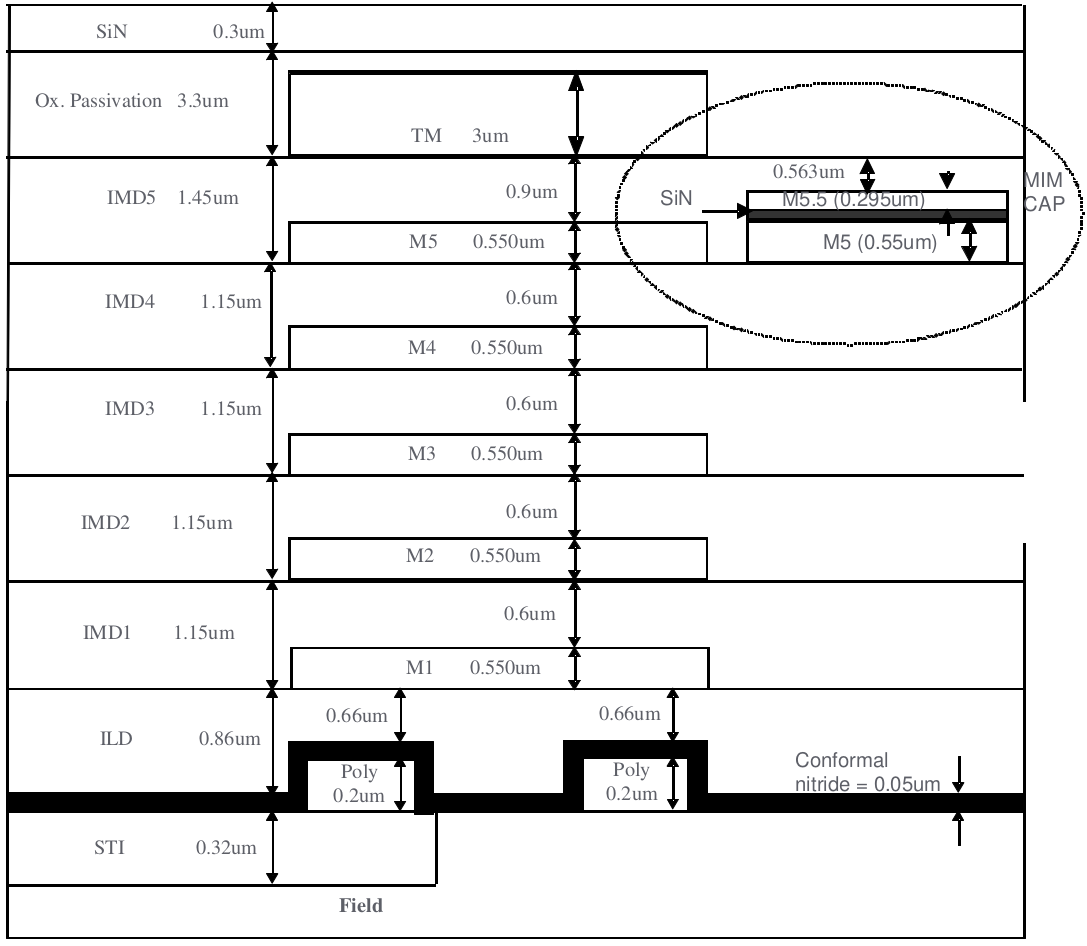 SiN 0.3um
Ox. Passivation 3.3um
TM 3um
IMD5 1.45um
0.9um
0.563um
MIM
CAP
SiN
M5.5 (0.295um)
M5 0.550um
M5 (0.55um)
IMD4 1.15um
0.6um
M4 0.550um
IMD3 1.15um
0.6um
M3 0.550um
IMD2 1.15um
0.6um
M2 0.550um
IMD1 1.15um
0.6um
M1 0.550um
ILD 0.86um
0.66um
0.66um
Poly
0.2um
Poly
0.2um
Conformal
nitride = 0.05um
STI 0.32um
Field